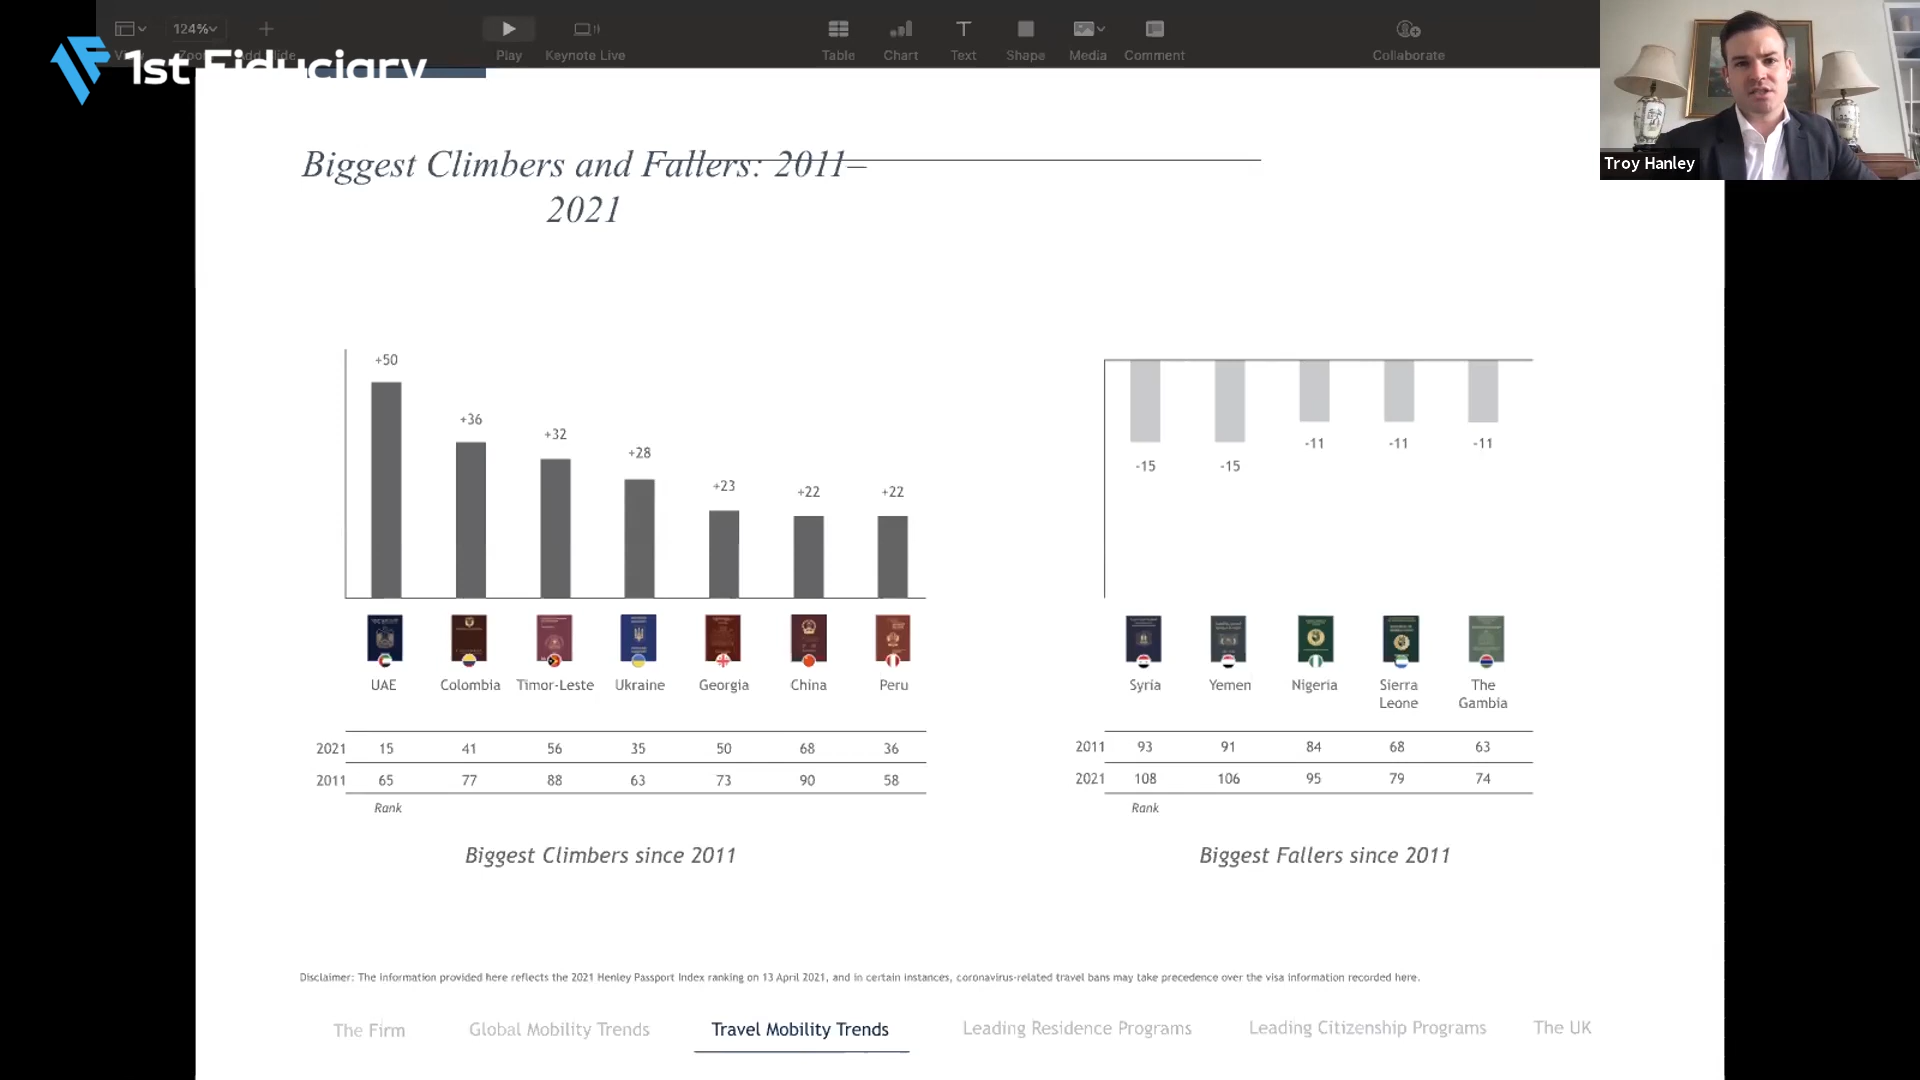 124%
Zoom
Add Slide
Play
Keynote Live
Table
Chart
Text
Shape
Media
Comment
Collaborate
1st Fiduciary
Troy Hanley
Biggest Climbers and Fallers: 2011–
2021
+50
+36
+32
+28
+23
+22
+22
UAE
Colombia
Timor-Leste
Ukraine
Georgia
China
Peru
2021 15 41 56 35 50 68 36
2011 65 77 88 63 73 90 58
Rank
Biggest Climbers since 2011
-15
-15
-11
-11
-11
Syria
Yemen
Nigeria
Sierra
Leone
The
Gambia
2011 93 91 84 68 63
2021 108 106 95 79 74
Rank
Biggest Fallers since 2011
Disclaimer: The information provided here reflects the 2021 Henley Passport Index ranking on 13 April 2021, and in certain instances, coronavirus-related travel bans may take precedence over the visa information recorded here.
The Firm
Global Mobility Trends
Travel Mobility Trends
Leading Residence Programs
Leading Citizenship Programs
The UK